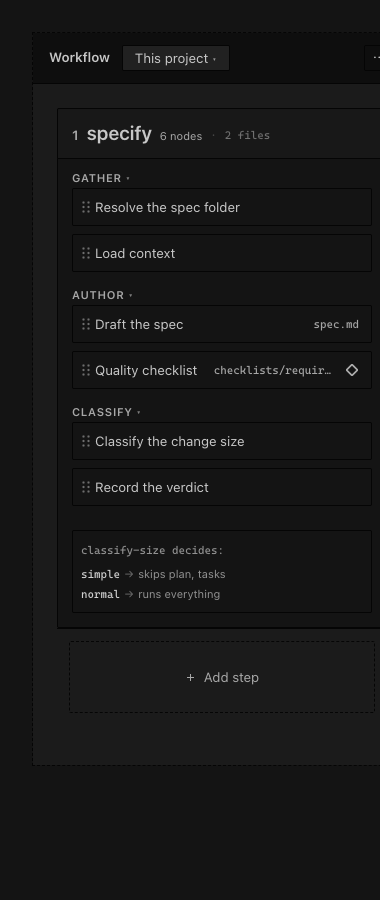 Workflow This project
1 specify 6 nodes · 2 files
GATHER
Resolve the spec folder
Load context
AUTHOR
Draft the spec spec.md
Quality checklist checklists/requir…
CLASSIFY
Classify the change size
Record the verdict
classify-size decides:
simple → skips plan, tasks
normal → runs everything
+ Add step